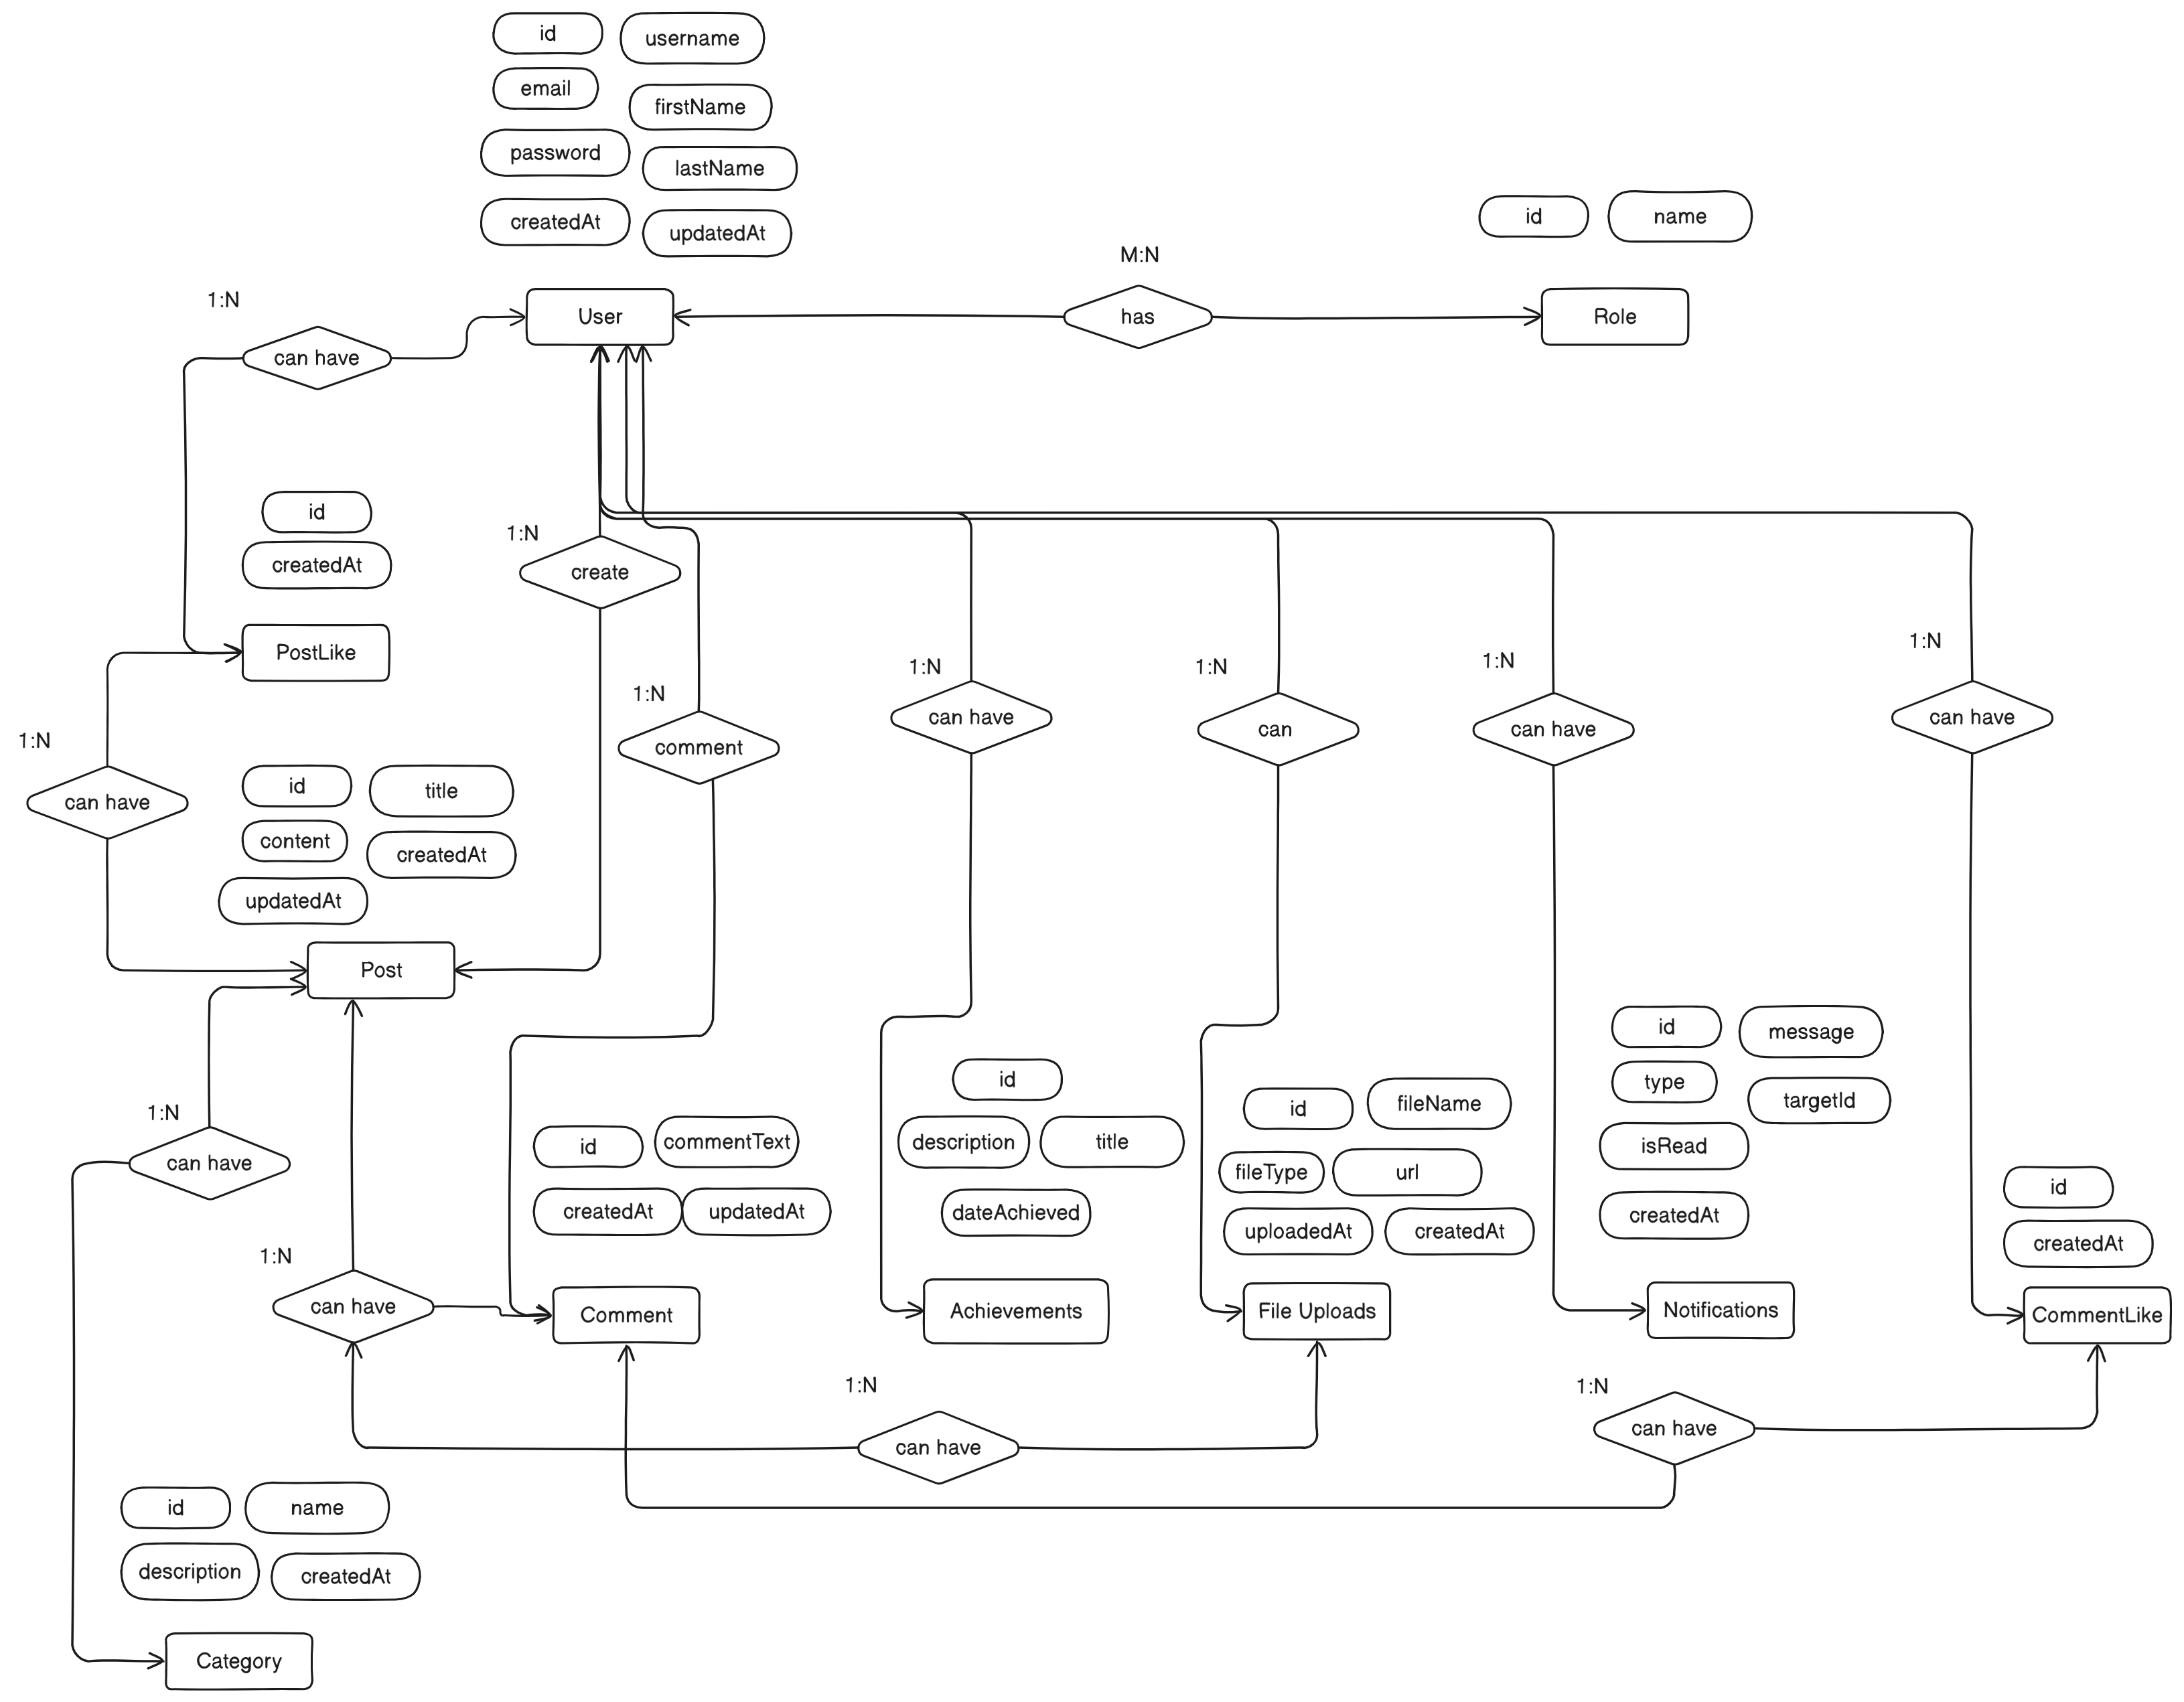 id
username
email
firstName
password
lastName
createdAt
updatedAt
id
name
M:N
1:N
User
has
Role
can have
id
1:N
createdAt
create
PostLike
1:N
1:N
1:N
1:N
1:N
comment
can have
can
can have
can have
1:N
can have
id
title
content
createdAt
updatedAt
Post
id
message
type
targetId
isRead
createdAt
id
description
title
dateAchieved
id
fileName
fileType
url
uploadedAt
createdAt
1:N
can have
id
commentText
createdAt
updatedAt
id
createdAt
1:N
can have
Comment
Achievements
File Uploads
Notifications
CommentLike
1:N
can have
1:N
can have
id
name
description
createdAt
Category